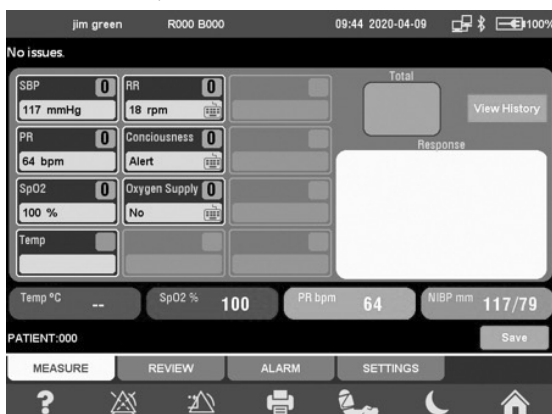 jim green R000 B000 09:44 2020-04-09 100%
No issues.
SBP 0 RR 0 Total
117 mmHg 18 rpm View History
PR 0 Conciousness 0 Response
64 bpm Alert
SpO2 0 Oxygen Supply 0
100 % No
Temp
Temp °C -- SpO2 % 100 PR bpm 64 NIBP mm 117/79
PATIENT:000 Save
MEASURE REVIEW ALARM SETTINGS
?